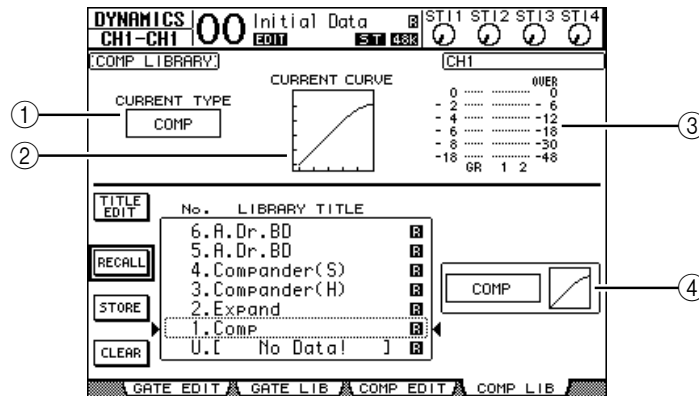 DYNAMICS
CH1-CH1
00
Initial Data
R
EDIT
ST
48K
STI1 STI2 STI3 STI4
COMP LIBRARY
CH1
CURRENT TYPE
COMP
CURRENT CURVE
OVER
0 0
- 2 - 6
- 4 -12
- 6 -18
- 8 -30
-18 -48
GR 1 2
1
2
3
4
TITLE EDIT
RECALL
STORE
CLEAR
No. LIBRARY TITLE
6.A.Dr.BD R
5.A.Dr.BD R
4.Compander(S) R
3.Compander(H) R
2.Expand R
1.Comp R
U.[ No Data! ] R
COMP
GATE EDIT GATE LIB COMP EDIT COMP LIB